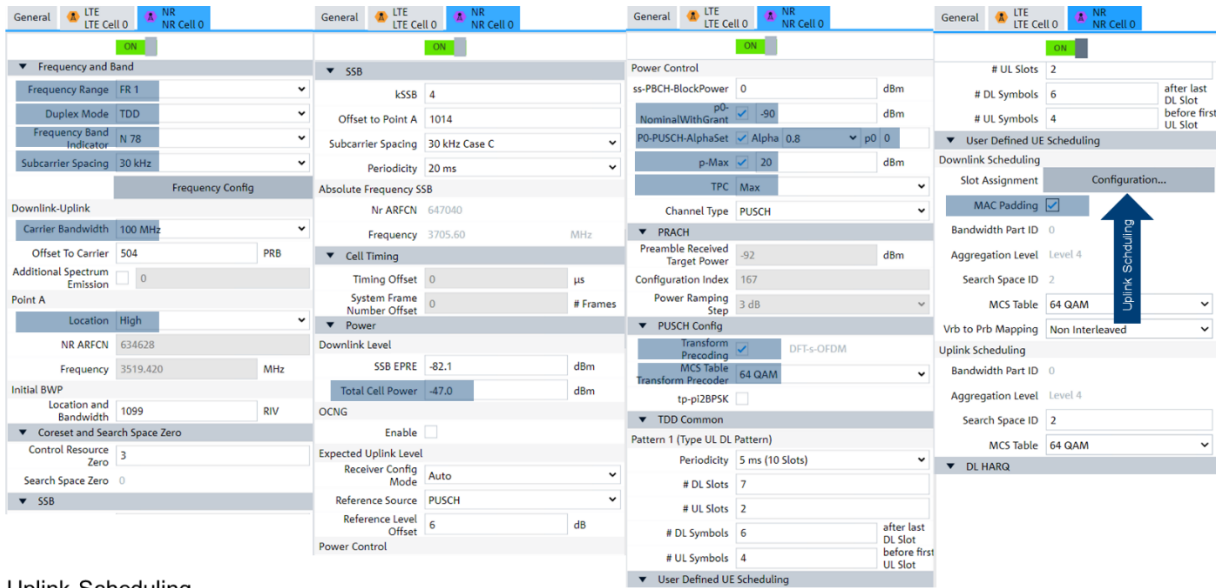 General LTE LTE Cell 0 NR NR Cell 0
ON
Frequency and Band
Frequency Range FR 1
Duplex Mode TDD
Frequency Band Indicator N 78
Subcarrier Spacing 30 kHz
Frequency Config
Downlink-Uplink
Carrier Bandwidth 100 MHz
Offset To Carrier 504 PRB
Additional Spectrum Emission 0
Point A
Location High
NR ARFCN 634628
Frequency 3519.420 MHz
Initial BWP
Location and Bandwidth 1099 RIV
Coreset and Search Space Zero
Control Resource Zero 3
Search Space Zero 0
SSB
General LTE LTE Cell 0 NR NR Cell 0
ON
SSB
kSSB 4
Offset to Point A 1014
Subcarrier Spacing 30 kHz Case C
Periodicity 20 ms
Absolute Frequency SSB
Nr ARFCN 647040
Frequency 3705.60 MHz
Cell Timing
Timing Offset 0 µs
System Frame Number Offset 0 # Frames
Power
Downlink Level
SSB EPRE -82.1 dBm
Total Cell Power -47.0 dBm
OCNG
Enable
Expected Uplink Level
Receiver Config Mode Auto
Reference Source PUSCH
Reference Level Offset 6 dB
Power Control
General LTE LTE Cell 0 NR NR Cell 0
ON
Power Control
ss-PBCH-BlockPower 0 dBm
p0-NominalWithGrant -90 dBm
P0-PUSCH-AlphaSet Alpha 0.8 p0 0
p-Max 20 dBm
TPC Max
Channel Type PUSCH
PRACH
Preamble Received Target Power -92 dBm
Configuration Index 167
Power Ramping Step 3 dB
PUSCH Config
Transform Precoding DFT-s-OFDM
MCS Table Transform Precoder 64 QAM
tp-pi2BPSK
TDD Common
Pattern 1 (Type UL DL Pattern)
Periodicity 5 ms (10 Slots)
# DL Slots 7
# UL Slots 2
# DL Symbols 6 after last DL Slot
# UL Symbols 4 before first UL Slot
User Defined UE Scheduling
General LTE LTE Cell 0 NR NR Cell 0
ON
# UL Slots 2
# DL Symbols 6 after last DL Slot
# UL Symbols 4 before first UL Slot
User Defined UE Scheduling
Downlink Scheduling
Slot Assignment Configuration...
MAC Padding
Bandwidth Part ID 0
Aggregation Level Level 4
Search Space ID 2
MCS Table 64 QAM
Vrb to Prb Mapping Non Interleaved
Uplink Scheduling
Bandwidth Part ID 0
Aggregation Level Level 4
Search Space ID 2
MCS Table 64 QAM
DL HARQ
Uplink Schduling
Uplink Scheduling